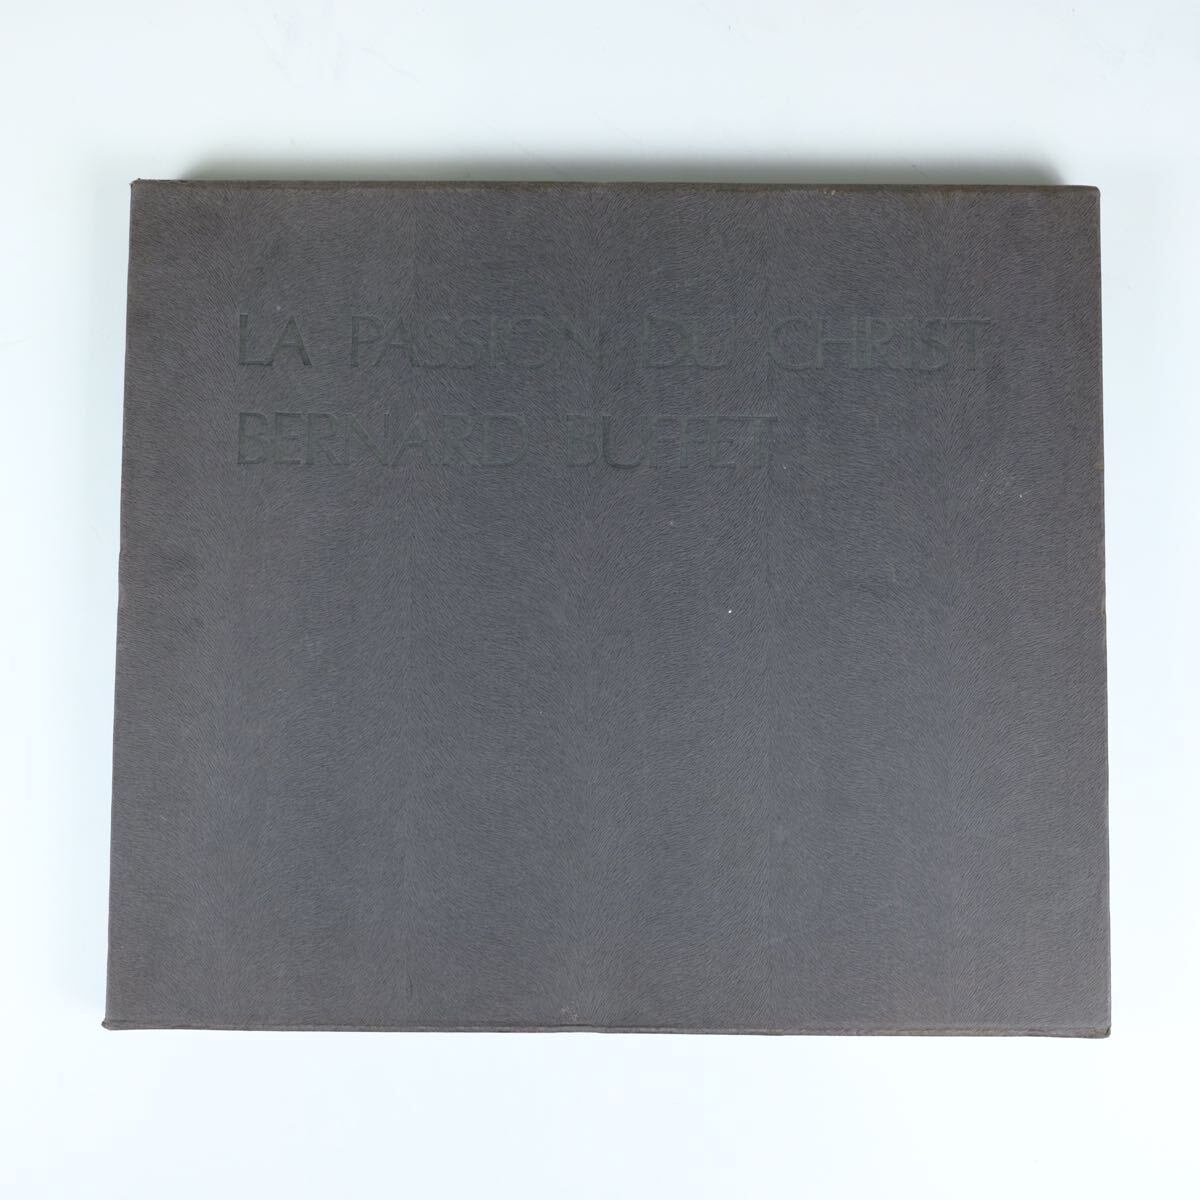 LA PASSION DU CHRIST
BERNARD BUFFET